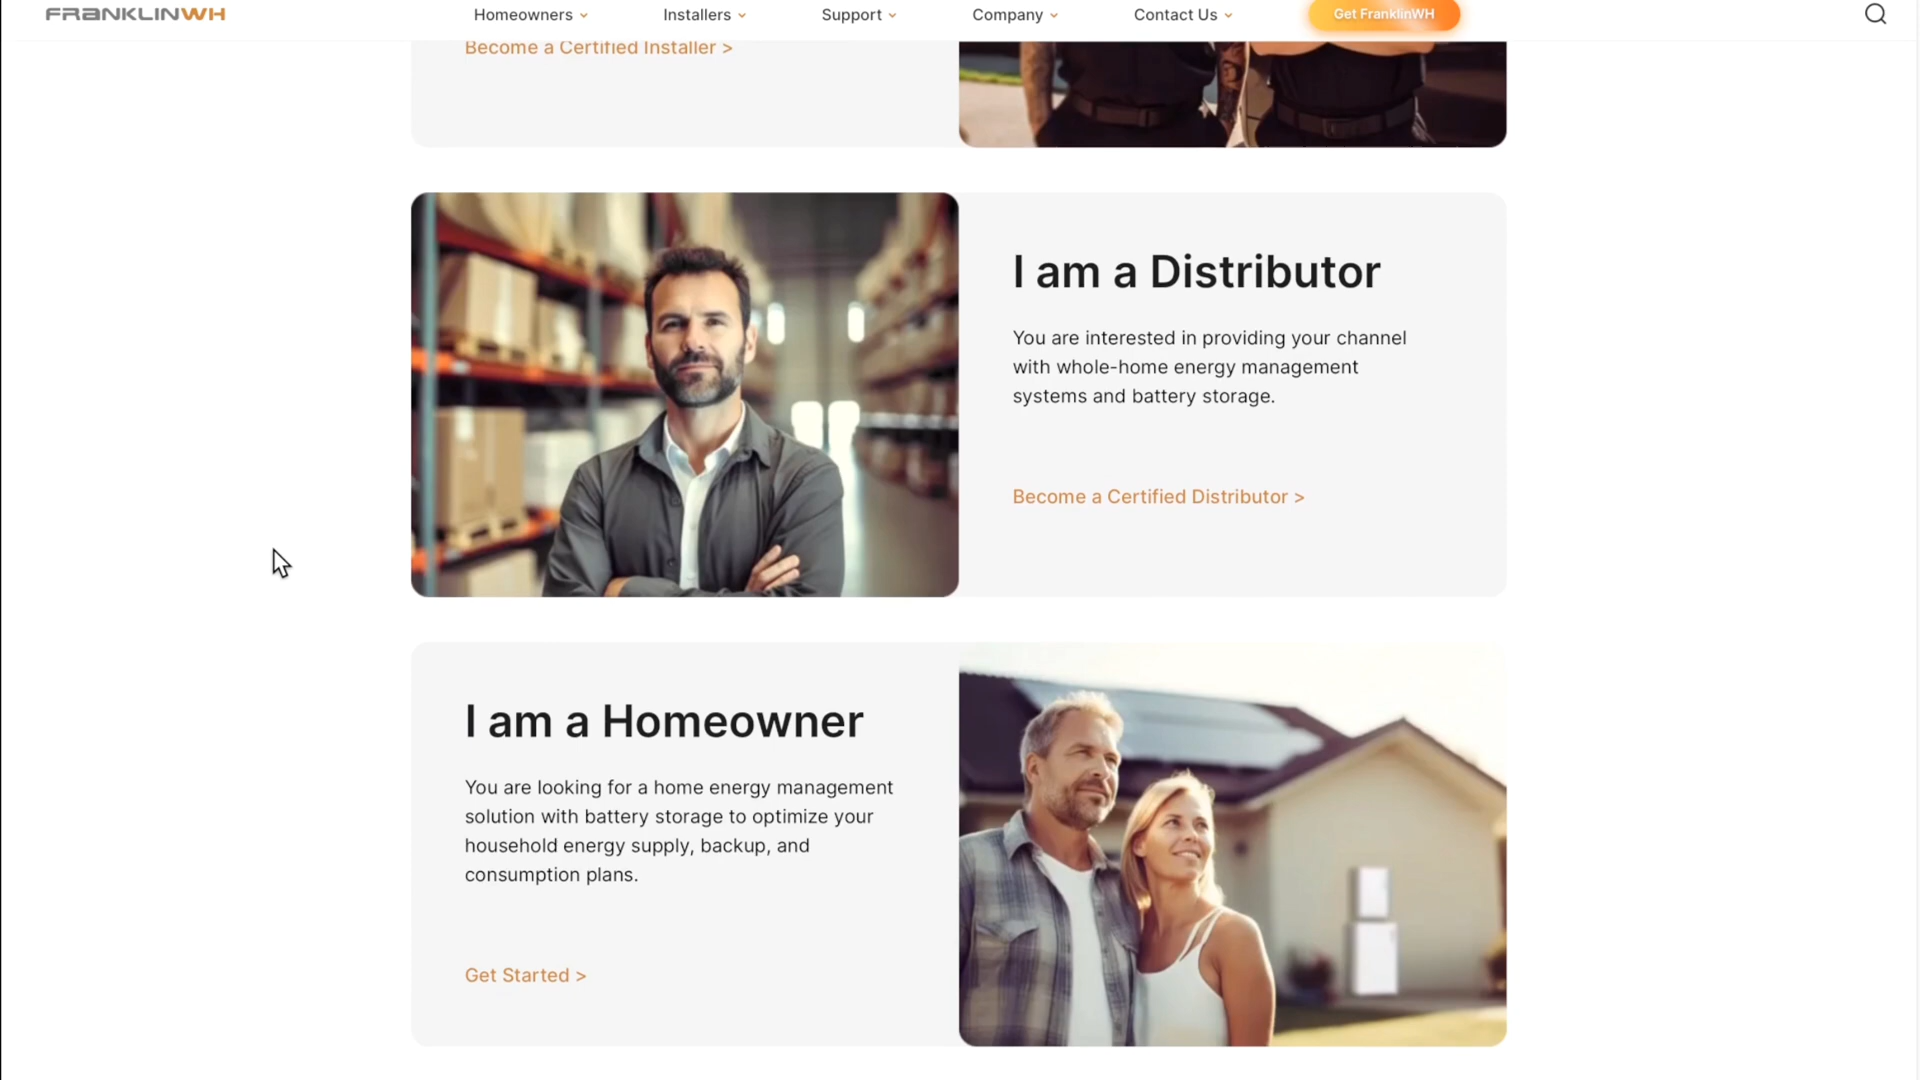 FRANKLINWH
Homeowners
Installers
Support
Company
Contact Us
Get FranklinWH
Become a Certified Installer >
I am a Distributor
You are interested in providing your channel
with whole-home energy management
systems and battery storage.
Become a Certified Distributor >
I am a Homeowner
You are looking for a home energy management
solution with battery storage to optimize your
household energy supply, backup, and
consumption plans.
Get Started >